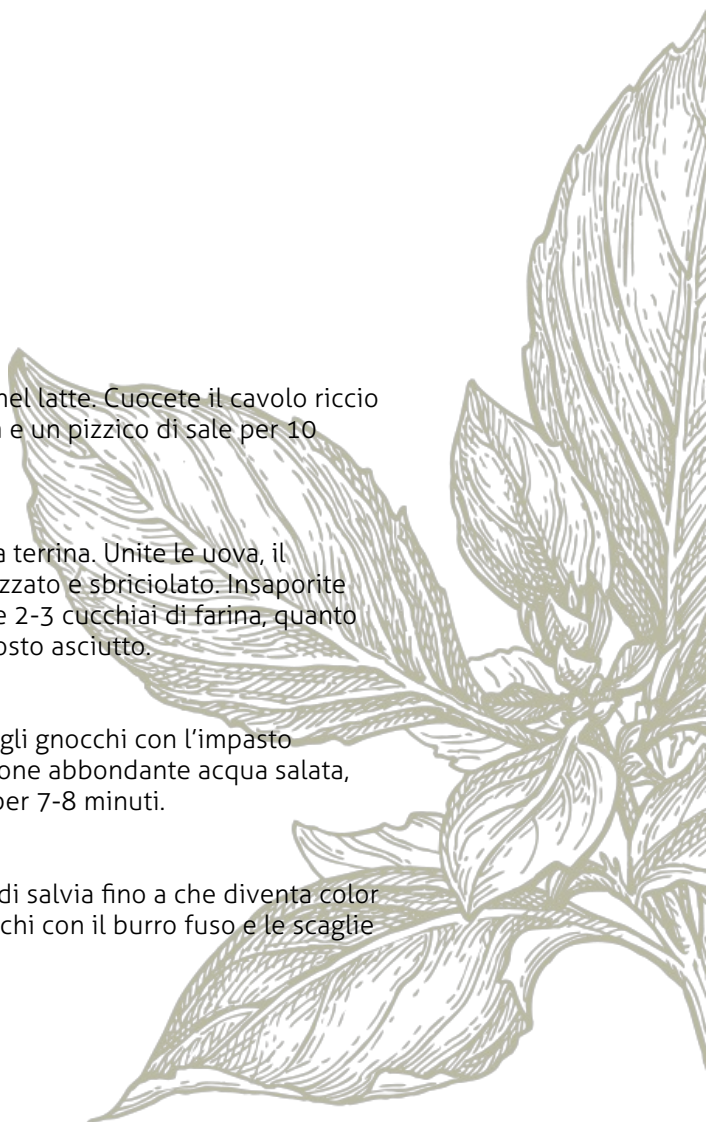 nel latte. Cuocete il cavolo riccio
e un pizzico di sale per 10
terrina. Unite le uova, il
zzato e sbriciolato. Insaporite
e 2-3 cucchiai di farina, quanto
osto asciutto.
gli gnocchi con l’impasto
one abbondante acqua salata,
per 7-8 minuti.
di salvia fino a che diventa color
chi con il burro fuso e le scaglie